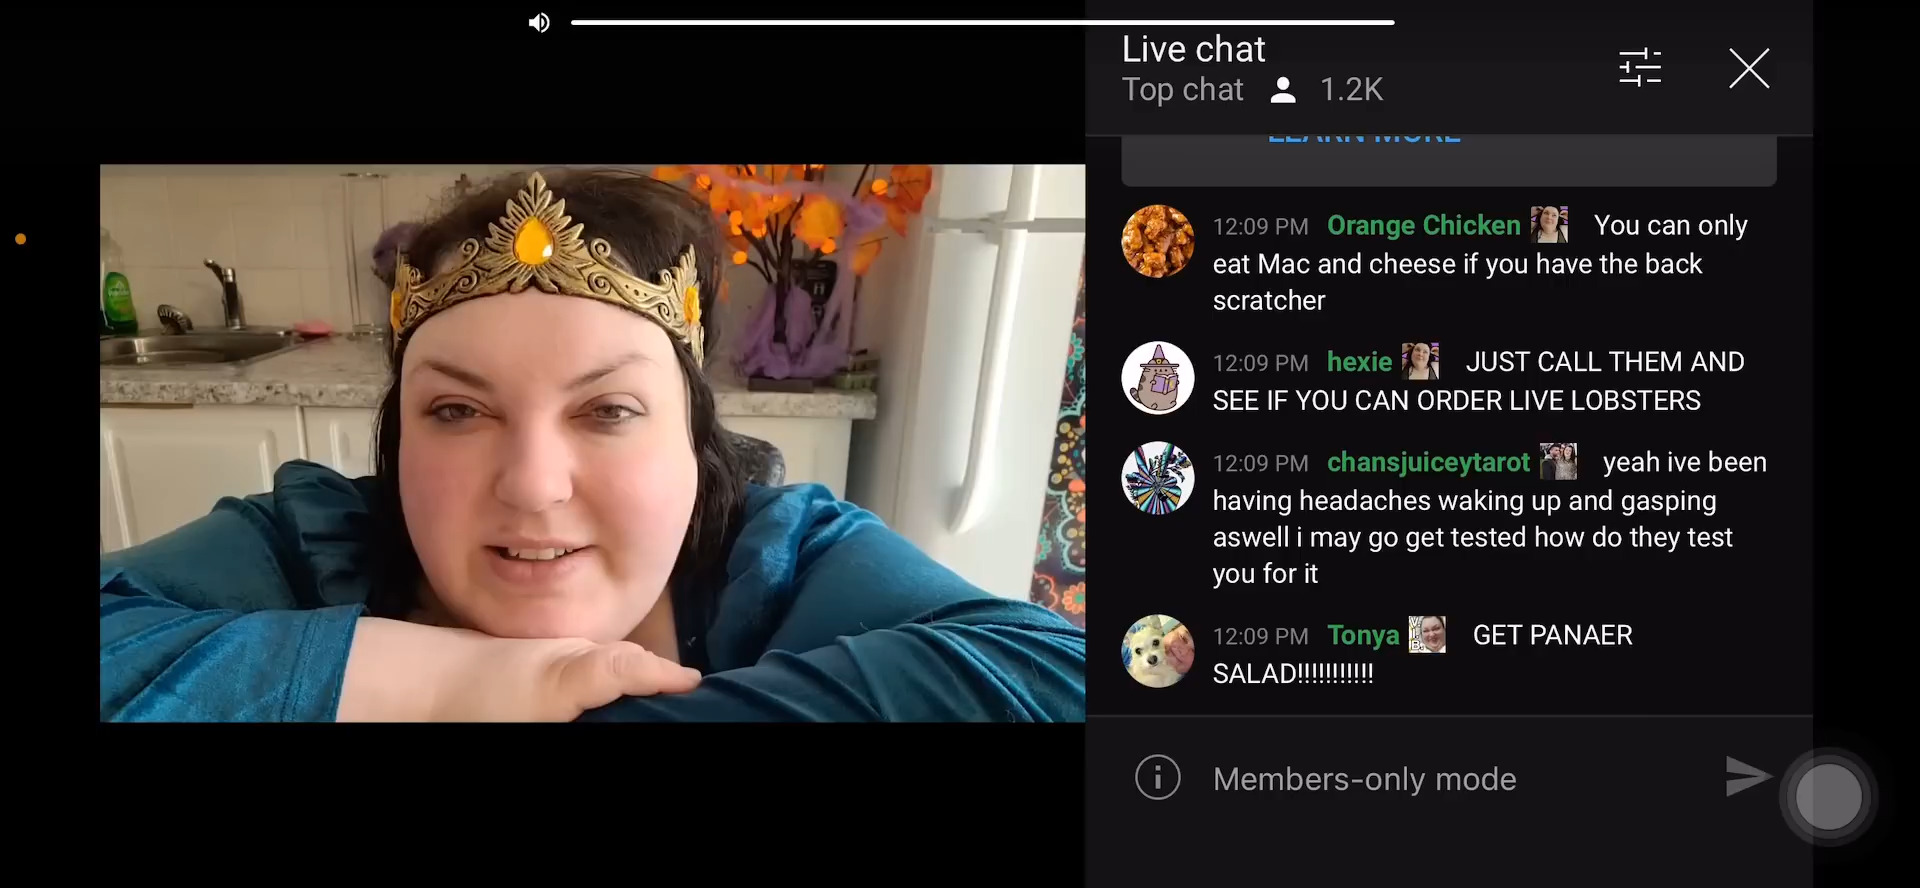 Live chat
Top chat 1.2K
LEARN MORE
12:09 PM Orange Chicken You can only
eat Mac and cheese if you have the back
scratcher
12:09 PM hexie JUST CALL THEM AND
SEE IF YOU CAN ORDER LIVE LOBSTERS
12:09 PM chansjuiceytarot yeah ive been
having headaches waking up and gasping
aswell i may go get tested how do they test
you for it
12:09 PM Tonya GET PANAER
SALAD!!!!!!!!!!!
Members-only mode